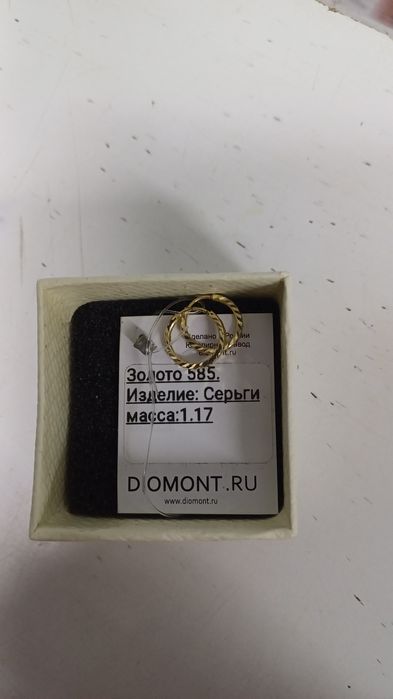 Золото 585.
Изделие: Серьги
масса:1.17
DIOMONT.RU
www.diomont.ru